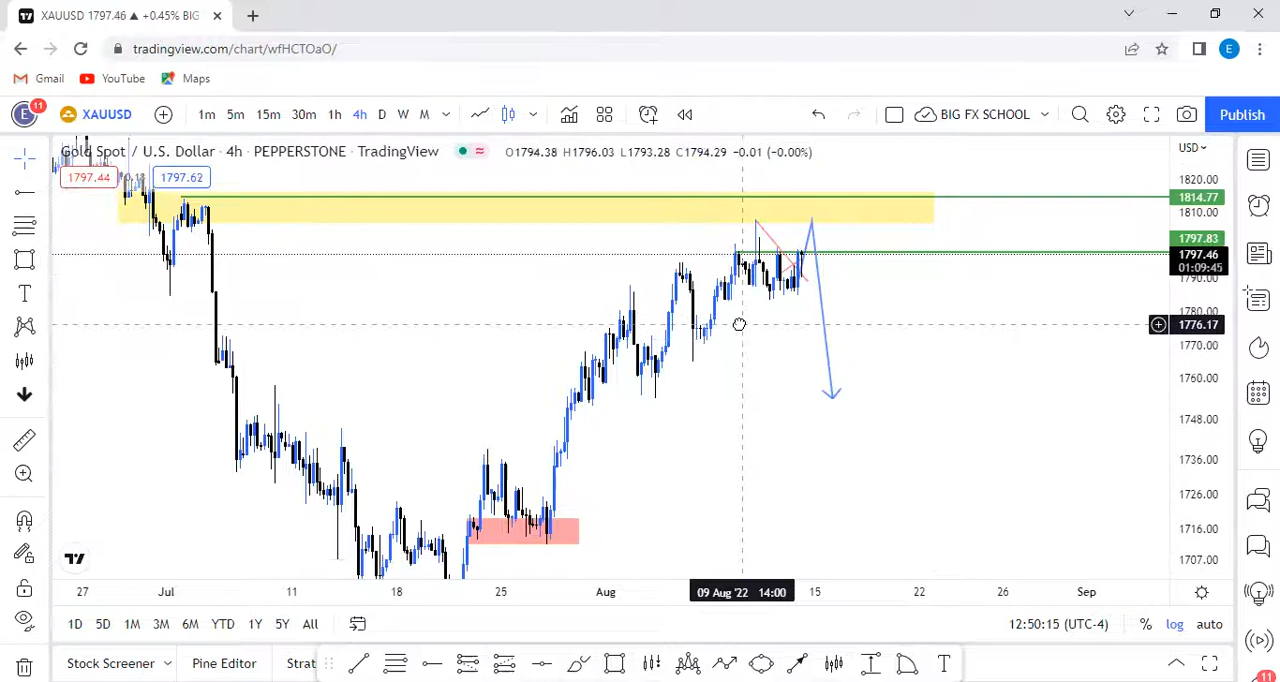 XAUUSD 1797.46 ▲ +0.45% BIG
tradingview.com/chart/wfHCTOaO/
E
Gmail YouTube Maps
E 11 XAUUSD 1m 5m 15m 30m 1h 4h D W M BIG FX SCHOOL Publish
Gold Spot / U.S. Dollar · 4h · PEPPERSTONE · TradingView O1794.38 H1796.03 L1793.28 C1794.29 -0.01 (-0.00%) USD
1797.44 1797.62
1820.00
1814.77
1810.00
1797.83
1797.46
01:09:45
1790.00
1780.00
1776.17
1770.00
1760.00
1748.00
1736.00
1726.00
1716.00
1707.00
27 Jul 11 18 25 Aug 09 Aug '22 14:00 15 22 26 Sep
1D 5D 1M 3M 6M YTD 1Y 5Y All 12:50:15 (UTC-4) % log auto
Stock Screener Pine Editor Strat T
11